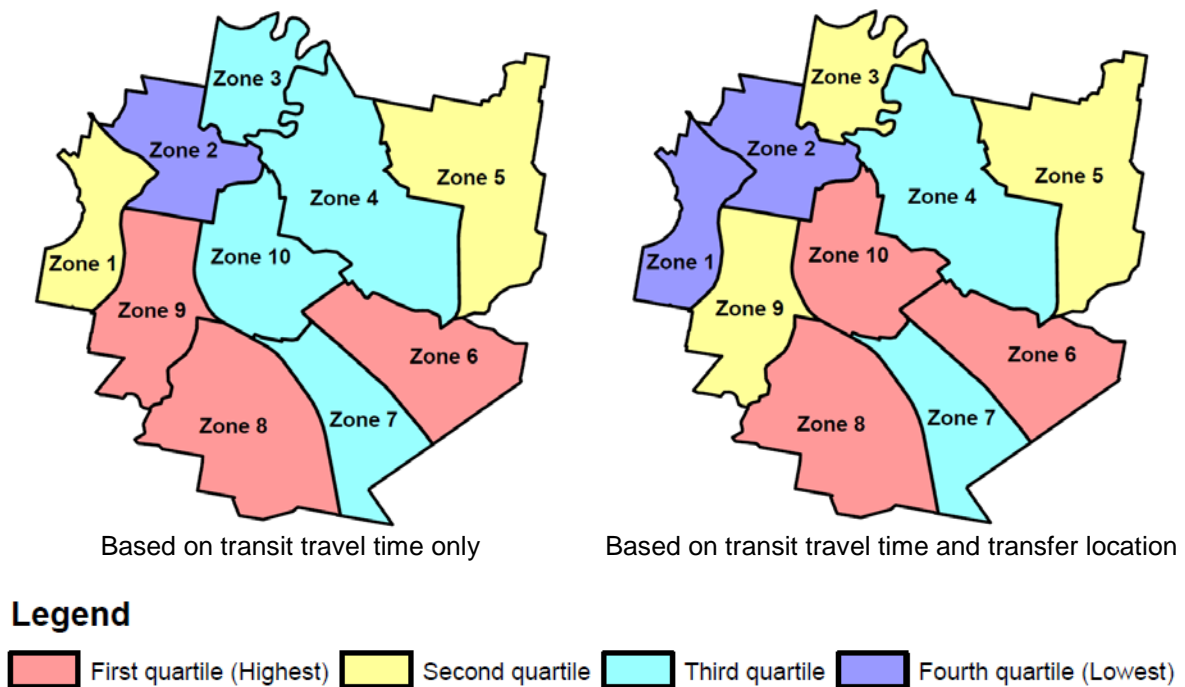 Zone 3
Zone 2
Zone 5
Zone 4
Zone 1
Zone 10
Zone 9
Zone 6
Zone 8
Zone 7
Based on transit travel time only
Zone 3
Zone 2
Zone 5
Zone 4
Zone 1
Zone 10
Zone 9
Zone 6
Zone 8
Zone 7
Based on transit travel time and transfer location
Legend
First quartile (Highest)
Second quartile
Third quartile
Fourth quartile (Lowest)